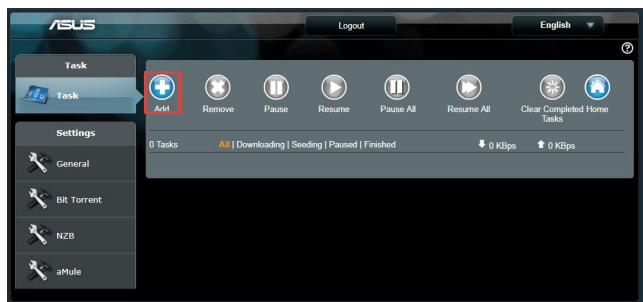 ASUS
Logout
English
Task
Task
Add
Remove
Pause
Resume
Pause All
Resume All
Clear Completed Tasks
Home
Settings
0 Tasks
All | Downloading | Seeding | Paused | Finished
0 KBps
0 KBps
General
Bit Torrent
NZB
aMule